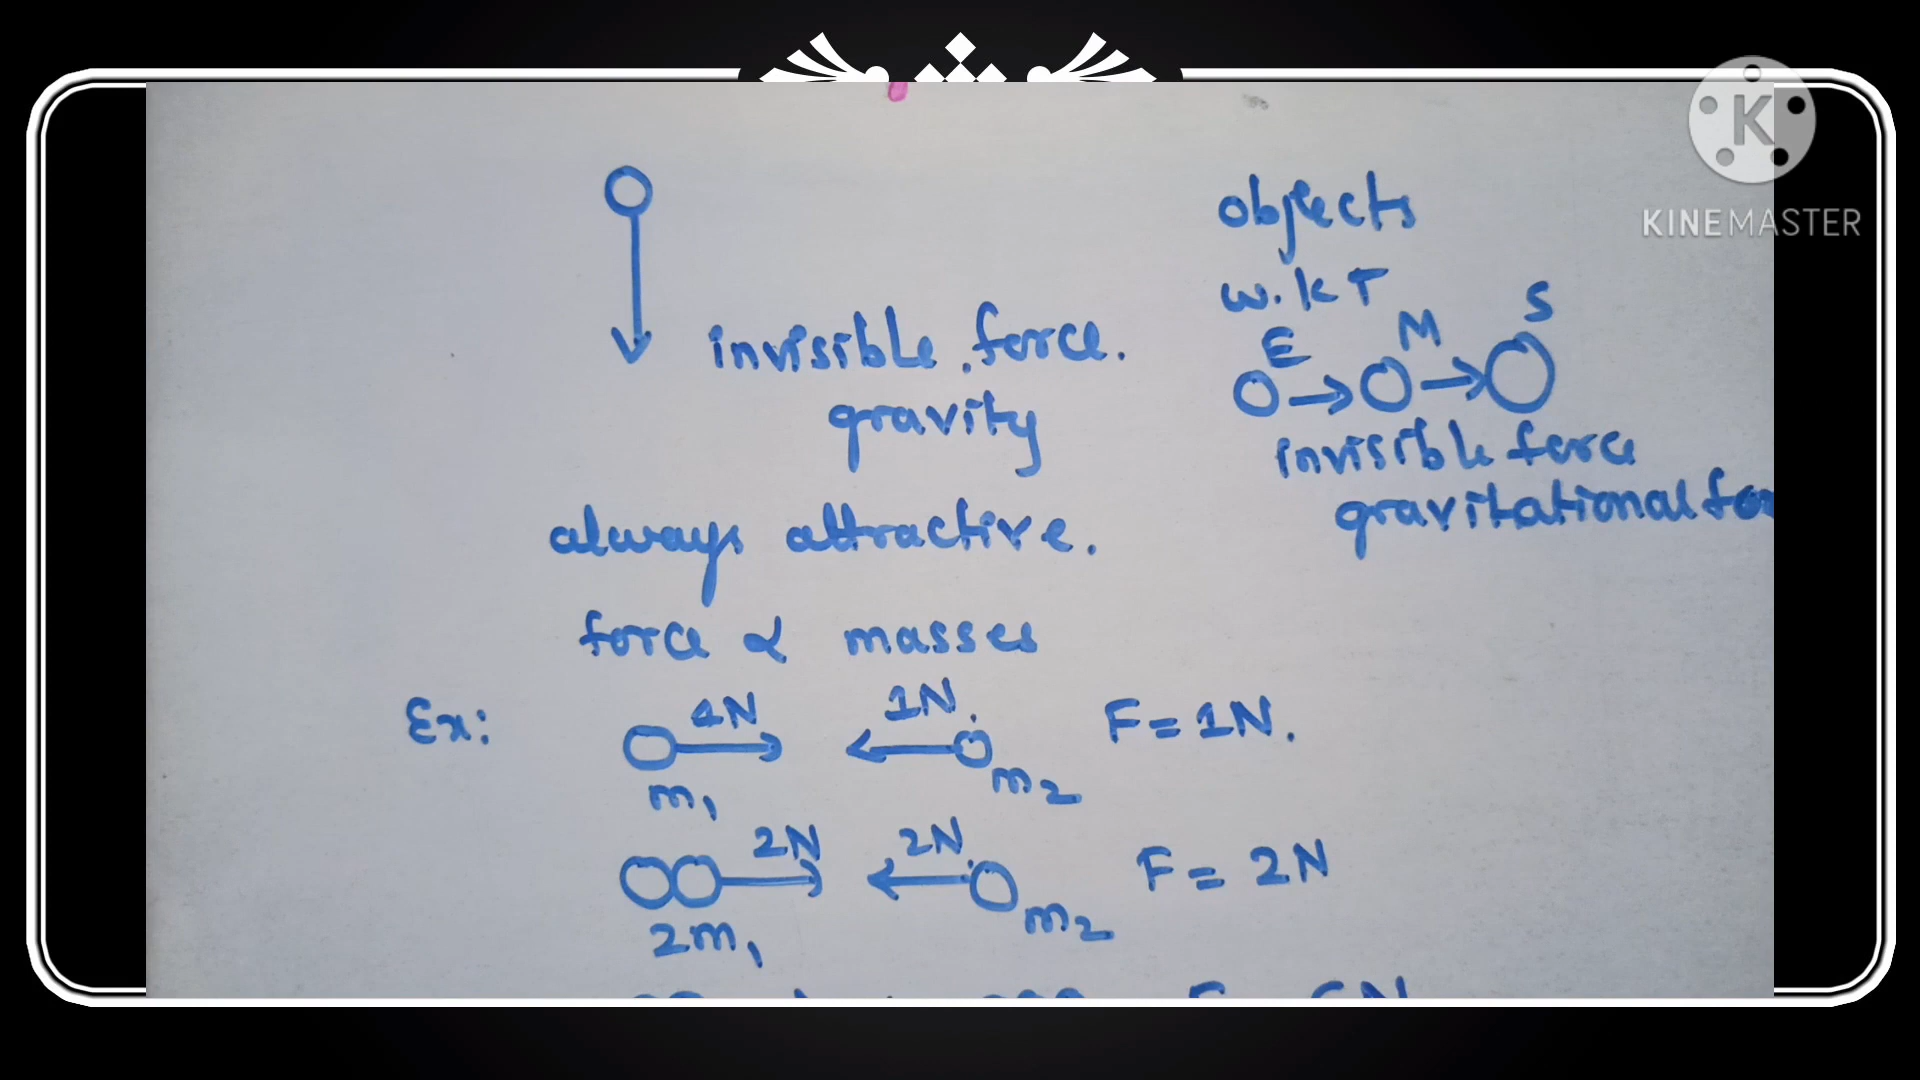 objects
w.k T
E M S
invisible force.
gravity
invisible force
gravitational
always attractive.
force α masses
Ex: 1N 1N. F = 1N.
m1 m2
2N 2N. F = 2N
2m1 m2
K
KINEMASTER